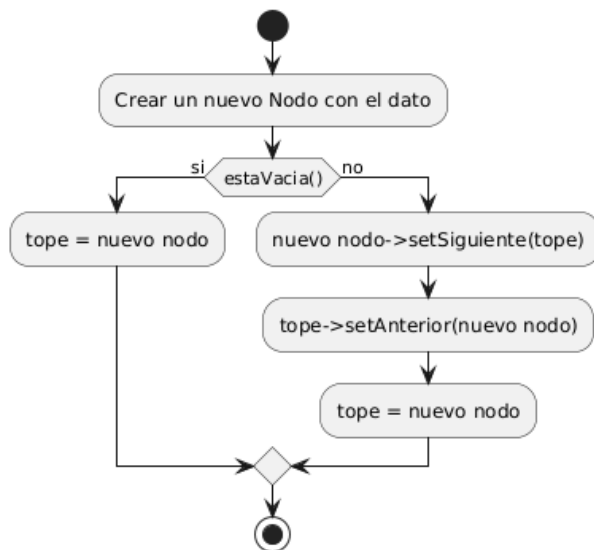 Crear un nuevo Nodo con el dato
si
estaVacia()
no
tope = nuevo nodo
nuevo nodo->setSiguiente(tope)
tope->setAnterior(nuevo nodo)
tope = nuevo nodo